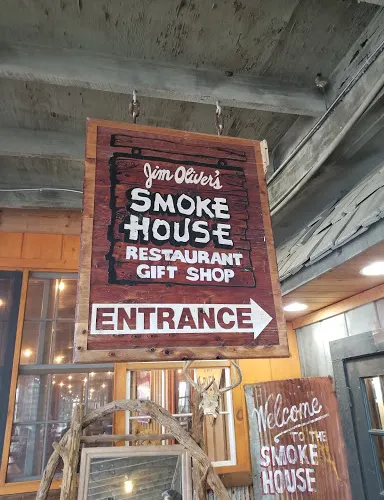 Jim Oliver's
SMOKE
HOUSE
RESTAURANT
GIFT SHOP
ENTRANCE
Welcome
TO THE
SMOKE
HOUSE